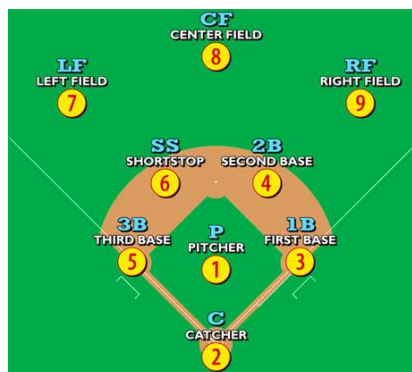 CF
CENTER FIELD
8
LF
LEFT FIELD
7
RF
RIGHT FIELD
9
SS
SHORTSTOP
6
2B
SECOND BASE
4
3B
THIRD BASE
5
P
PITCHER
1
1B
FIRST BASE
3
C
CATCHER
2